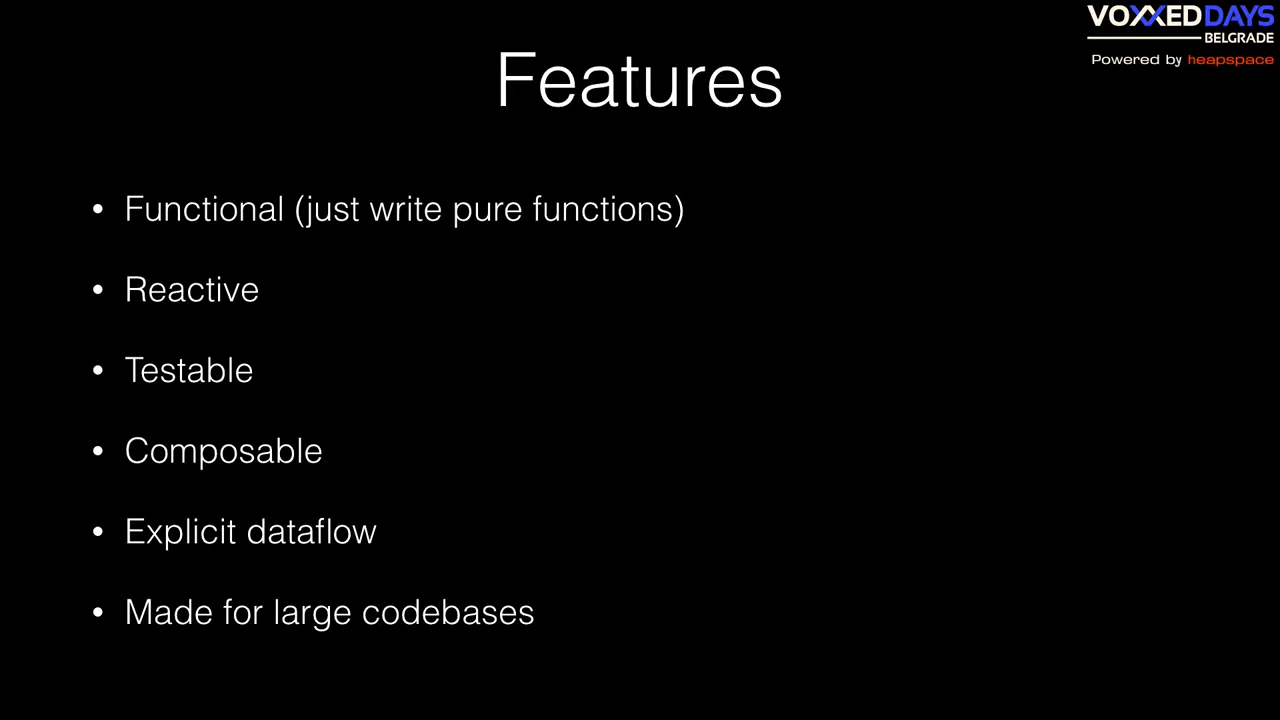 VOXXEDDAYS
BELGRADE
Powered by heapspace
Features
• Functional (just write pure functions)
• Reactive
• Testable
• Composable
• Explicit dataflow
• Made for large codebases